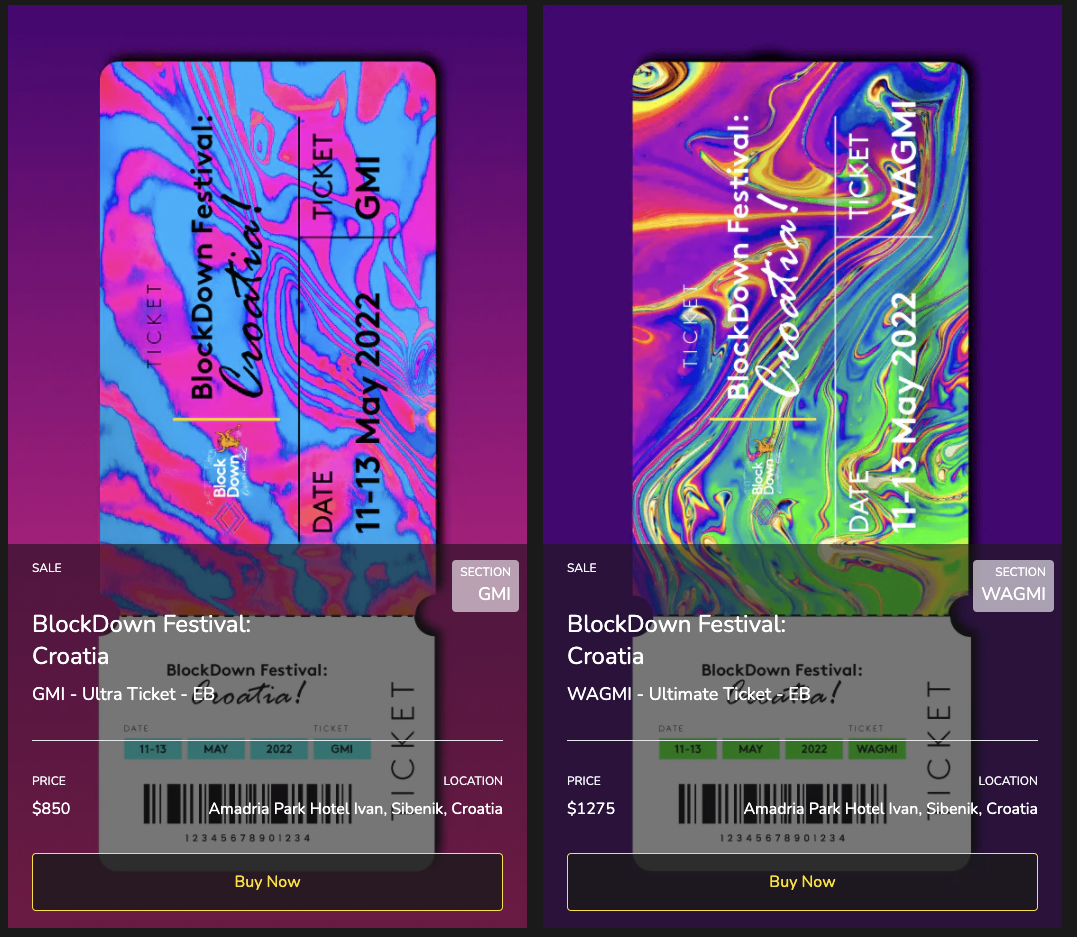 TICKET
BlockDown Festival:
Croatia!
Block
Down
DATE
11-13 May 2022
TICKET
GMI
SALE
SECTION
GMI
BlockDown Festival:
Croatia
GMI - Ultra Ticket - EB
BlockDown Festival:
Croatia!
DATE
TICKET
11-13
MAY
2022
GMI
TICKET
PRICE
LOCATION
$850
Amadria Park Hotel Ivan, Sibenik, Croatia
12345678901234
Buy Now
TICKET
BlockDown Festival:
Croatia!
Block
Down
DATE
11-13 May 2022
TICKET
WAGMI
SALE
SECTION
WAGMI
BlockDown Festival:
Croatia
WAGMI - Ultimate Ticket - EB
BlockDown Festival:
Croatia!
DATE
TICKET
11-13
MAY
2022
WAGMI
TICKET
PRICE
LOCATION
$1275
Amadria Park Hotel Ivan, Sibenik, Croatia
12345678901234
Buy Now